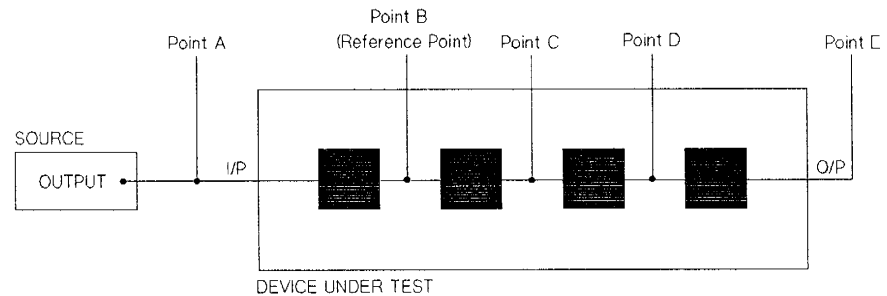 Point A
Point B
(Reference Point)
Point C
Point D
Point
SOURCE
OUTPUT
I/P
O/P
DEVICE UNDER TEST